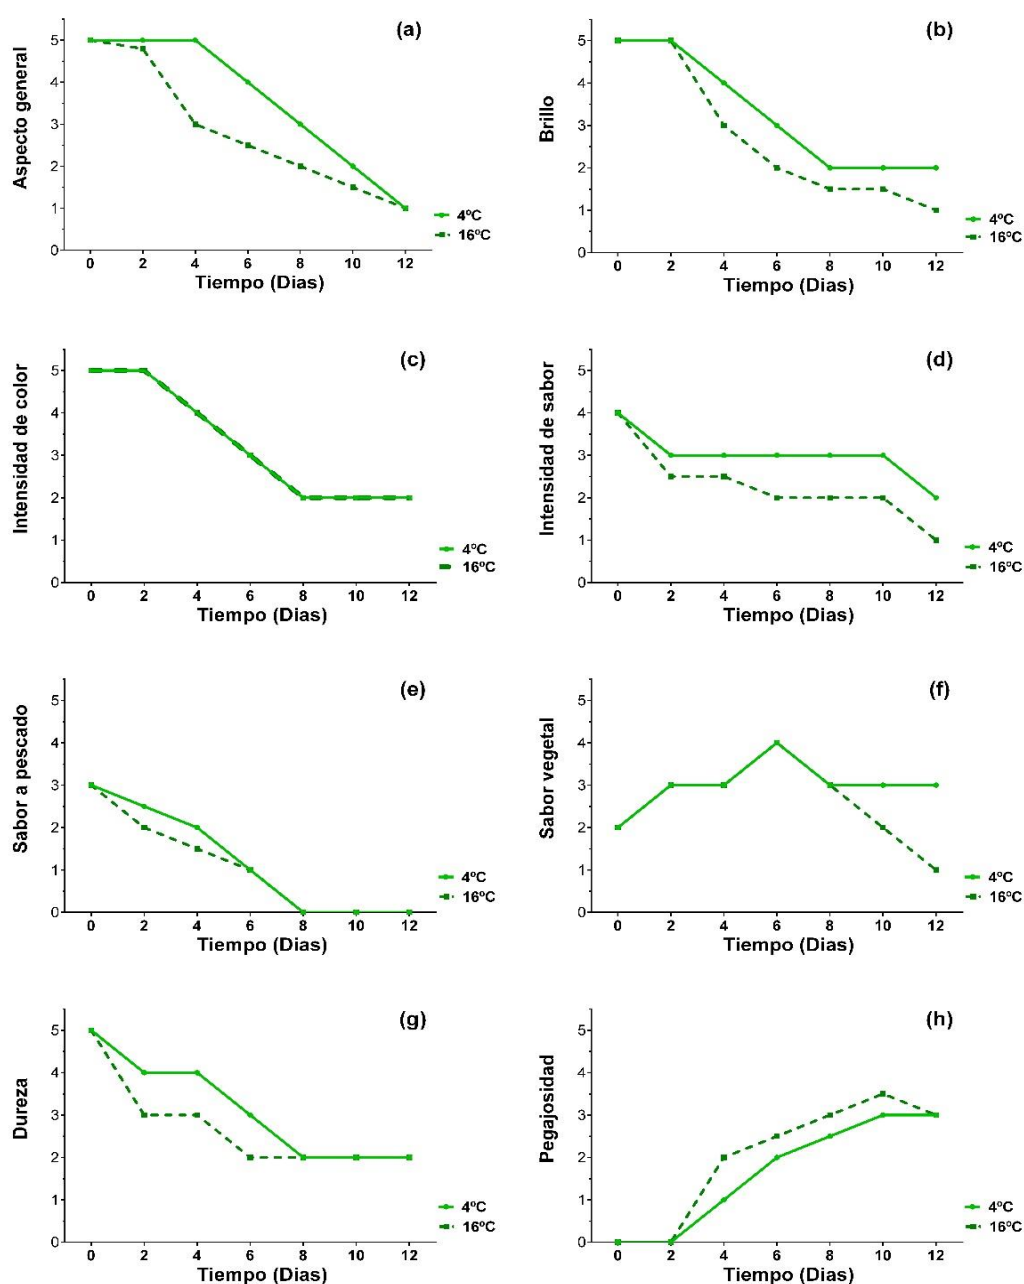 (a)
Aspecto general
5
4
3
2
1
0
0 2 4 6 8 10 12
Tiempo (Dias)
4ºC
16ºC
(b)
Brillo
5
4
3
2
1
0
0 2 4 6 8 10 12
Tiempo (Dias)
4ºC
16ºC
(c)
Intensidad de color
5
4
3
2
1
0
0 2 4 6 8 10 12
Tiempo (Dias)
4ºC
16ºC
(d)
Intensidad de sabor
5
4
3
2
1
0
0 2 4 6 8 10 12
Tiempo (Dias)
4ºC
16ºC
(e)
Sabor a pescado
5
4
3
2
1
0
0 2 4 6 8 10 12
Tiempo (Dias)
4ºC
16ºC
(f)
Sabor vegetal
5
4
3
2
1
0
0 2 4 6 8 10 12
Tiempo (Dias)
4ºC
16ºC
(g)
Dureza
5
4
3
2
1
0
0 2 4 6 8 10 12
Tiempo (Dias)
4ºC
16ºC
(h)
Pegajosidad
5
4
3
2
1
0
0 2 4 6 8 10 12
Tiempo (Dias)
4ºC
16ºC